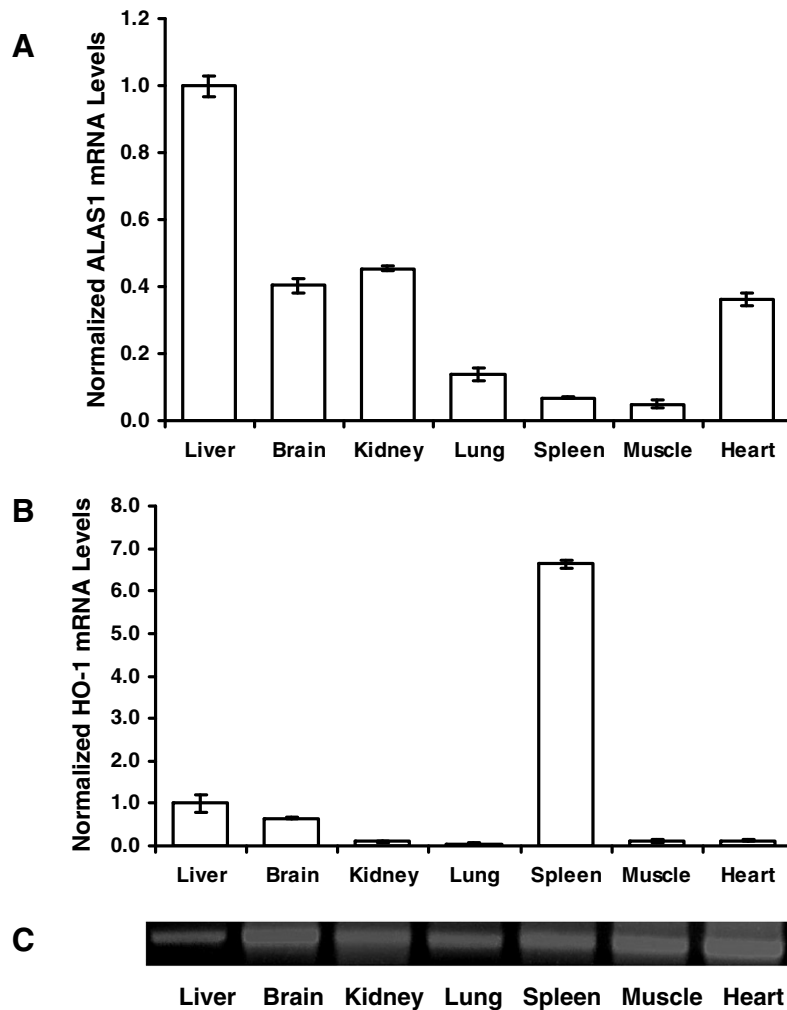 A
Normalized ALAS1 mRNA Levels
1.2
1.0
0.8
0.6
0.4
0.2
0.0
Liver Brain Kidney Lung Spleen Muscle Heart
B
Normalized HO-1 mRNA Levels
8.0
7.0
6.0
5.0
4.0
3.0
2.0
1.0
0.0
Liver Brain Kidney Lung Spleen Muscle Heart
C
Liver Brain Kidney Lung Spleen Muscle Heart